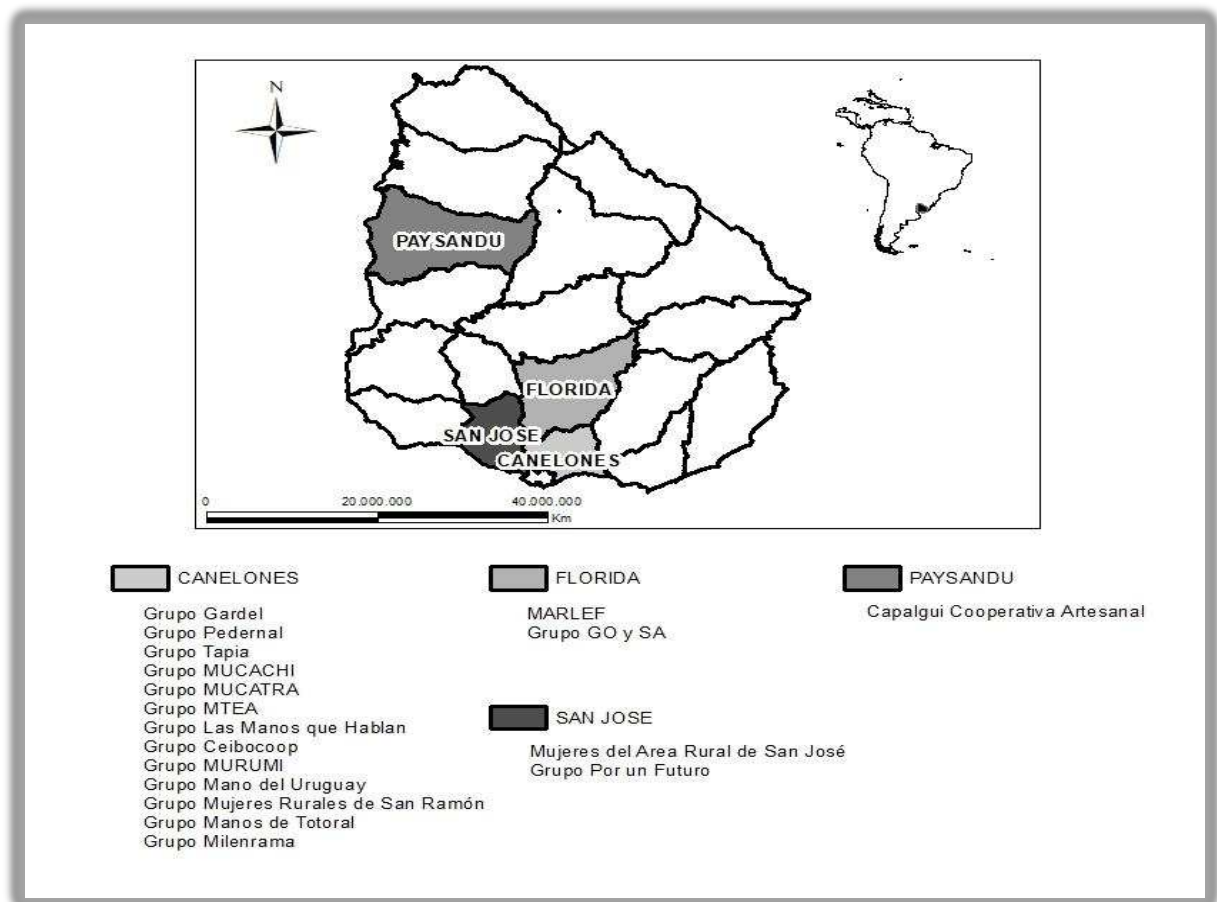 N
PAYSANDU
FLORIDA
SAN JOSE
CANELONES
0 20.000.000 40.000.000
Km
CANELONES
Grupo Gardel
Grupo Pedernal
Grupo Tapia
Grupo MUCACHI
Grupo MUCATRA
Grupo MTEA
Grupo Las Manos que Hablan
Grupo Ceibocoop
Grupo MURUMI
Grupo Mano del Uruguay
Grupo Mujeres Rurales de San Ramón
Grupo Manos de Totoral
Grupo Milenrama
FLORIDA
MARLEF
Grupo GO y SA
SAN JOSE
Mujeres del Area Rural de San José
Grupo Por un Futuro
PAYSANDU
Capalgui Cooperativa Artesanal